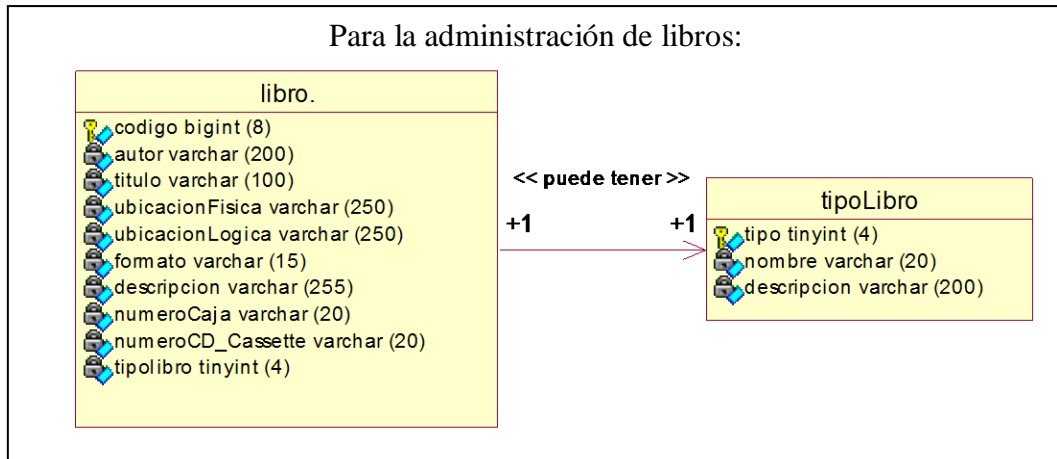 Para la administración de libros:
libro.
codigo bigint (8)
autor varchar (200)
titulo varchar (100)
ubicacionFisica varchar (250)
ubicacionLogica varchar (250)
formato varchar (15)
descripcion varchar (255)
numeroCaja varchar (20)
numeroCD_Cassette varchar (20)
tipolibro tinyint (4)
<< puede tener >>
+1
+1
tipoLibro
tipo tinyint (4)
nombre varchar (20)
descripcion varchar (200)